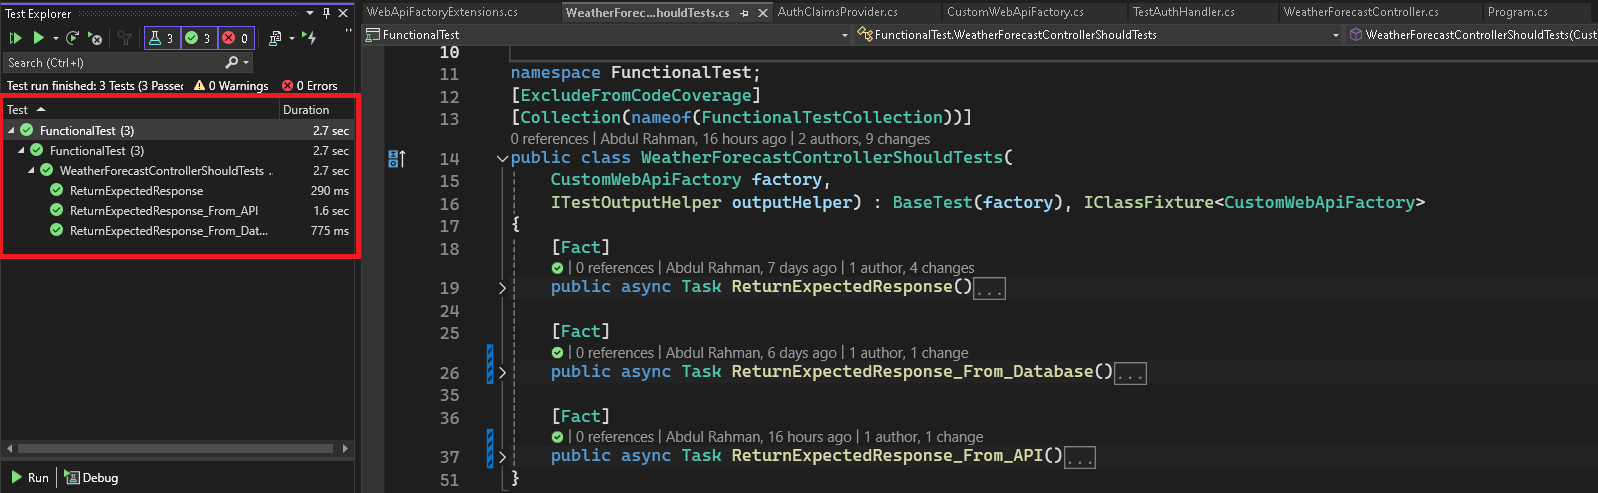 Test Explorer
3 3 0
Search (Ctrl+I)
Test run finished: 3 Tests (3 Passec 0 Warnings 0 Errors
Test Duration
FunctionalTest (3) 2.7 sec
FunctionalTest (3) 2.7 sec
WeatherForecastControllerShouldTests .. 2.7 sec
ReturnExpectedResponse 290 ms
ReturnExpectedResponse_From_API 1.6 sec
ReturnExpectedResponse_From_Dat... 775 ms
Run Debug
WebApiFactoryExtensions.cs WeatherForec...houldTests.cs AuthClaimsProvider.cs CustomWebApiFactory.cs TestAuthHandler.cs WeatherForecastController.cs Program.cs
FunctionalTest FunctionalTest.WeatherForecastControllerShouldTests WeatherForecastControllerShouldTests(Cust
10
11 namespace FunctionalTest;
12 [ExcludeFromCodeCoverage]
13 [Collection(nameof(FunctionalTestCollection))]
0 references | Abdul Rahman, 16 hours ago | 2 authors, 9 changes
14 public class WeatherForecastControllerShouldTests(
15 CustomWebApiFactory factory,
16 ITestOutputHelper outputHelper) : BaseTest(factory), IClassFixture<CustomWebApiFactory>
17 {
18 [Fact]
| 0 references | Abdul Rahman, 7 days ago | 1 author, 4 changes
19 public async Task ReturnExpectedResponse()...
24
25 [Fact]
| 0 references | Abdul Rahman, 6 days ago | 1 author, 1 change
26 public async Task ReturnExpectedResponse_From_Database()...
35
36 [Fact]
| 0 references | Abdul Rahman, 16 hours ago | 1 author, 1 change
37 public async Task ReturnExpectedResponse_From_API()...
51 }